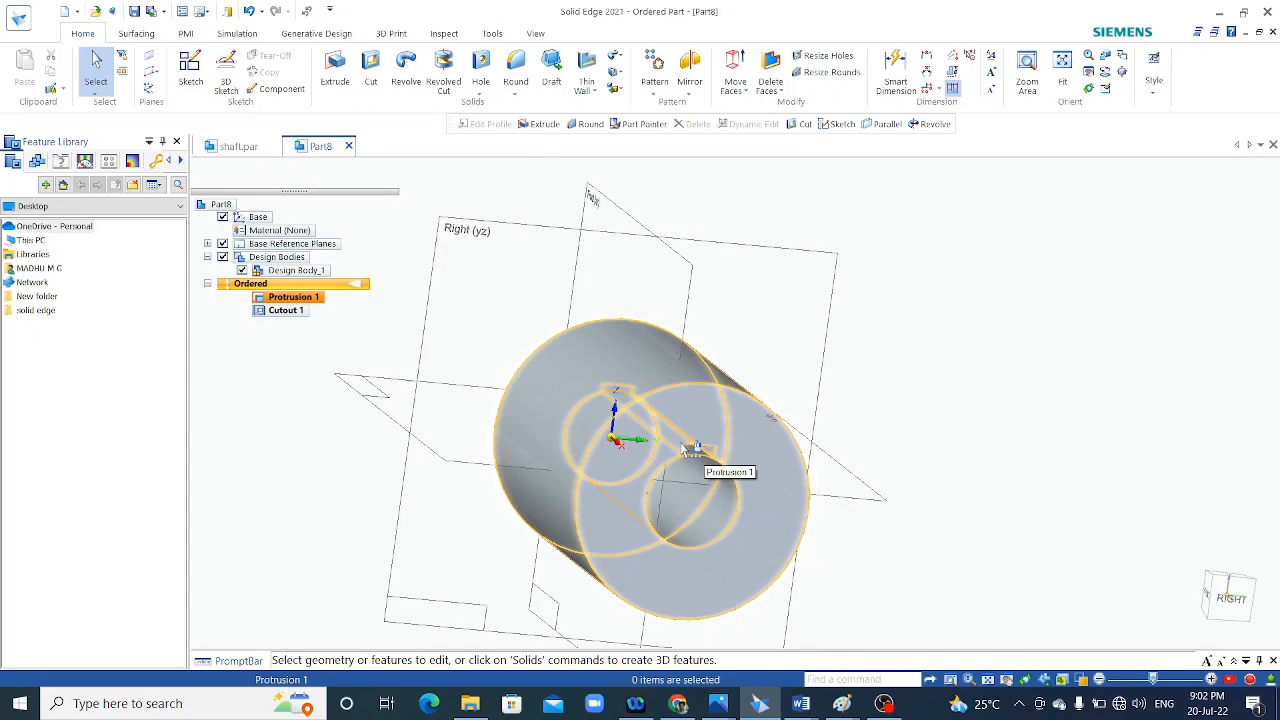 Solid Edge 2021 - Ordered Part - [Part8]
Home Surfacing PMI Simulation Generative Design 3D Print Inspect Tools View SIEMENS
Paste
Clipboard
Select
Select
Planes
Sketch
3D
Sketch
Tear-Off
Copy
Component
Sketch
Extrude
Cut
Revolve
Revolved
Cut
Hole
Round
Draft
Thin
Wall
Solids
Pattern
Mirror
Pattern
Move
Faces
Delete
Faces
Resize Holes
Resize Rounds
Modify
Smart
Dimension
Dimension
Zoom
Area
Fit
Orient
Style
Edit Profile Extrude Round Part Painter Delete Dynamic Edit Cut Sketch Parallel Revolve
Feature Library
shaft.par Part8
Desktop
OneDrive - Personal
This PC
Libraries
MADHU M G
Network
New folder
solid edge
Part8
Base
Material (None)
Base Reference Planes
Design Bodies
Design Body_1
Ordered
Protrusion 1
Cutout 1
Right (yz)
Protrusion 1
RIGHT
PromptBar Select geometry or features to edit, or click on 'Solids' commands to create 3D features.
Protrusion 1 0 items are selected Find a command
Type here to search
25°C
9:02 PM
20-Jul-22